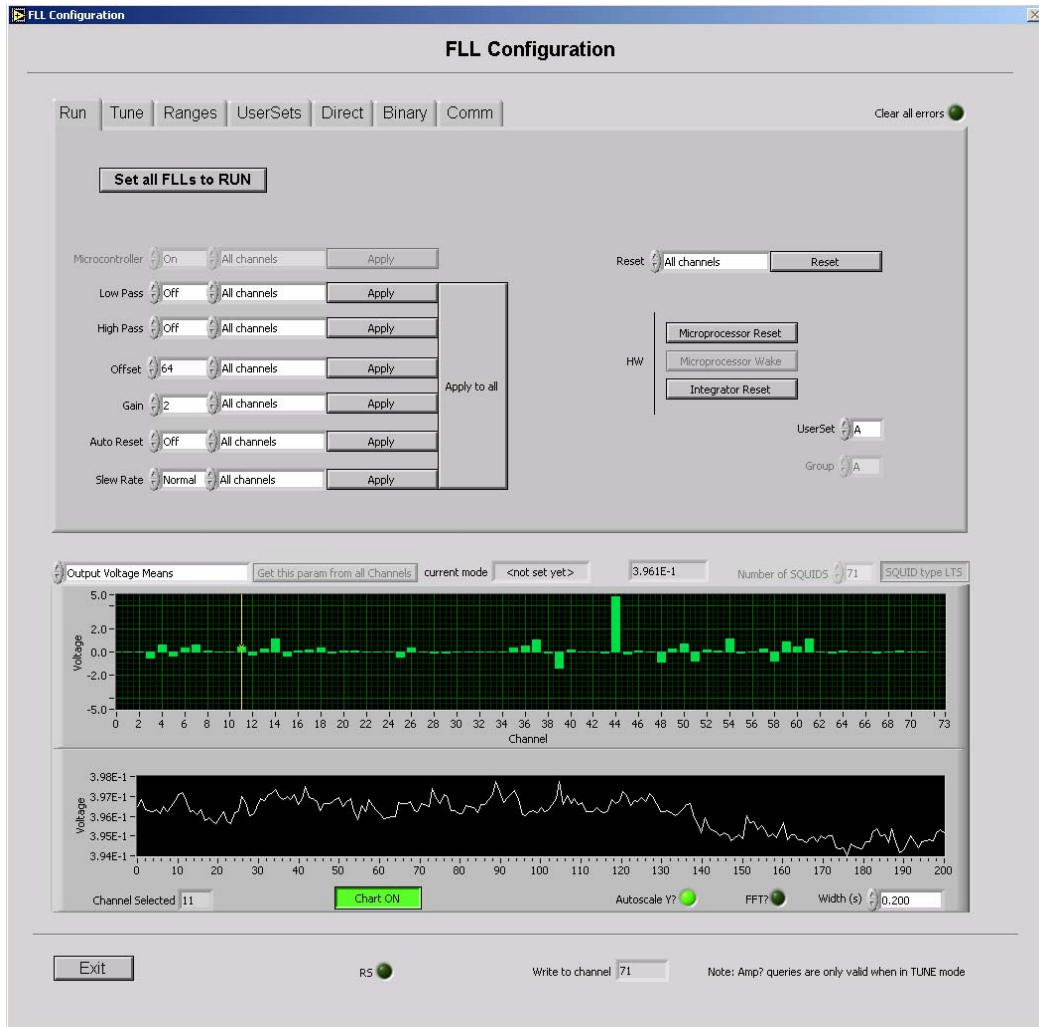 FLL Configuration
FLL Configuration
Run Tune Ranges UserSets Direct Binary Comm
Clear all errors
Set all FLLs to RUN
Microcontroller On All channels Apply
Reset All channels Reset
Low Pass Off All channels Apply
High Pass Off All channels Apply
Microprocessor Reset
HW Microprocessor Wake
Offset 64 All channels Apply
Apply to all
Integrator Reset
Gain 2 All channels Apply
UserSet A
Auto Reset Off All channels Apply
Group A
Slew Rate Normal All channels Apply
Output Voltage Means Get this param from all Channels current mode <not set yet> 3.961E-1 Number of SQUIDS 71 SQUID type LTS
5.0
2.0
0.0
-2.0
-5.0
Voltage
0 2 4 6 8 10 12 14 16 18 20 22 24 26 28 30 32 34 36 38 40 42 44 46 48 50 52 54 56 58 60 62 64 66 68 70 73
Channel
3.98E-1
3.97E-1
3.96E-1
3.95E-1
3.94E-1
Voltage
0 10 20 30 40 50 60 70 80 90 100 110 120 130 140 150 160 170 180 190 200
Channel Selected 11 Chart ON Autoscale Y? FFT? Width (s) 0.200
Exit RS Write to channel 71 Note: Amp? queries are only valid when in TUNE mode